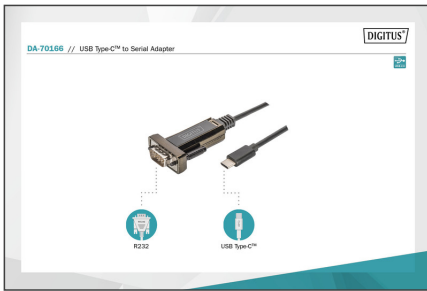 DIGITUS®
DA-70166 // USB Type-C™ to Serial Adapter
R232
USB Type-C™